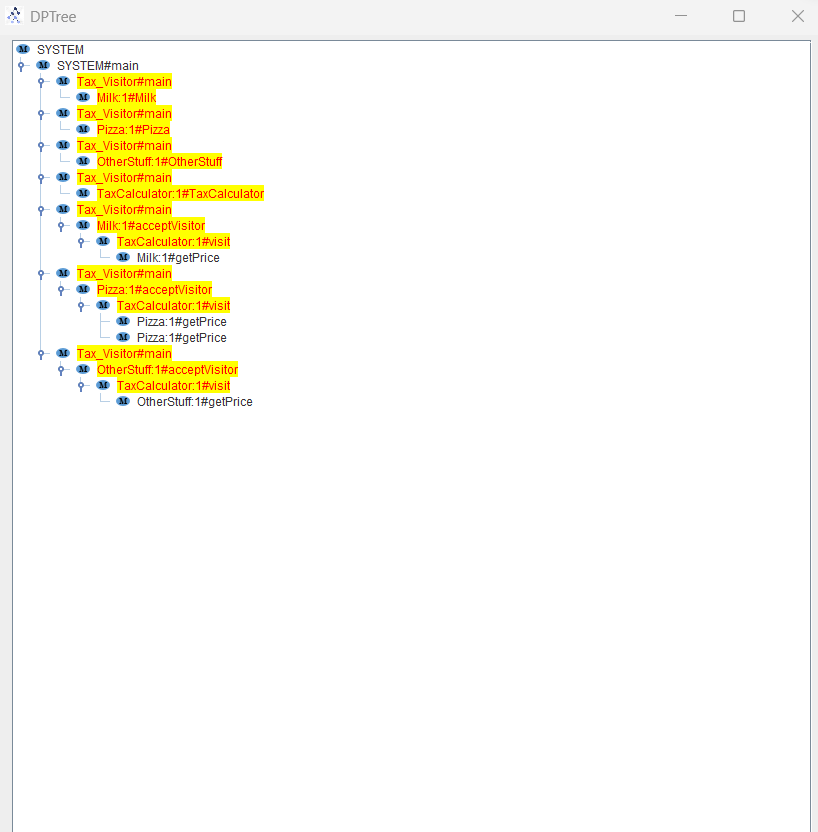 DPTree
SYSTEM
SYSTEM#main
Tax_Visitor#main
Milk:1#Milk
Tax_Visitor#main
Pizza:1#Pizza
Tax_Visitor#main
OtherStuff:1#OtherStuff
Tax_Visitor#main
TaxCalculator:1#TaxCalculator
Tax_Visitor#main
Milk:1#acceptVisitor
TaxCalculator:1#visit
Milk:1#getPrice
Tax_Visitor#main
Pizza:1#acceptVisitor
TaxCalculator:1#visit
Pizza:1#getPrice
Pizza:1#getPrice
Tax_Visitor#main
OtherStuff:1#acceptVisitor
TaxCalculator:1#visit
OtherStuff:1#getPrice